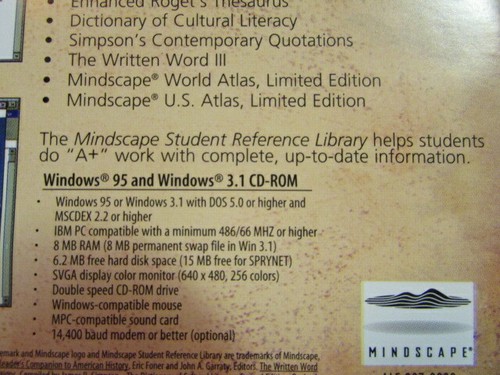 Enhanced Roget's Thesaurus
• Dictionary of Cultural Literacy
• Simpson's Contemporary Quotations
• The Written Word III
• Mindscape® World Atlas, Limited Edition
• Mindscape® U.S. Atlas, Limited Edition
The Mindscape Student Reference Library helps students
do "A+" work with complete, up-to-date information.
Windows® 95 and Windows® 3.1 CD-ROM
• Windows 95 or Windows 3.1 with DOS 5.0 or higher and
MSCDEX 2.2 or higher
• IBM PC compatible with a minimum 486/66 MHZ or higher
• 8 MB RAM (8 MB permanent swap file in Win 3.1)
• 6.2 MB free hard disk space (15 MB free for SPRYNET)
• SVGA display color monitor (640 x 480, 256 colors)
• Double speed CD-ROM drive
• Windows-compatible mouse
• MPC-compatible sound card
• 14,400 baud modem or better (optional)
MINDSCAPE®
emark and Mindscape logo and Mindscape Student Reference Library are trademarks of Mindscape,
Reader's Companion to American History, Eric Foner and John A. Garraty, Editors. The Written Word